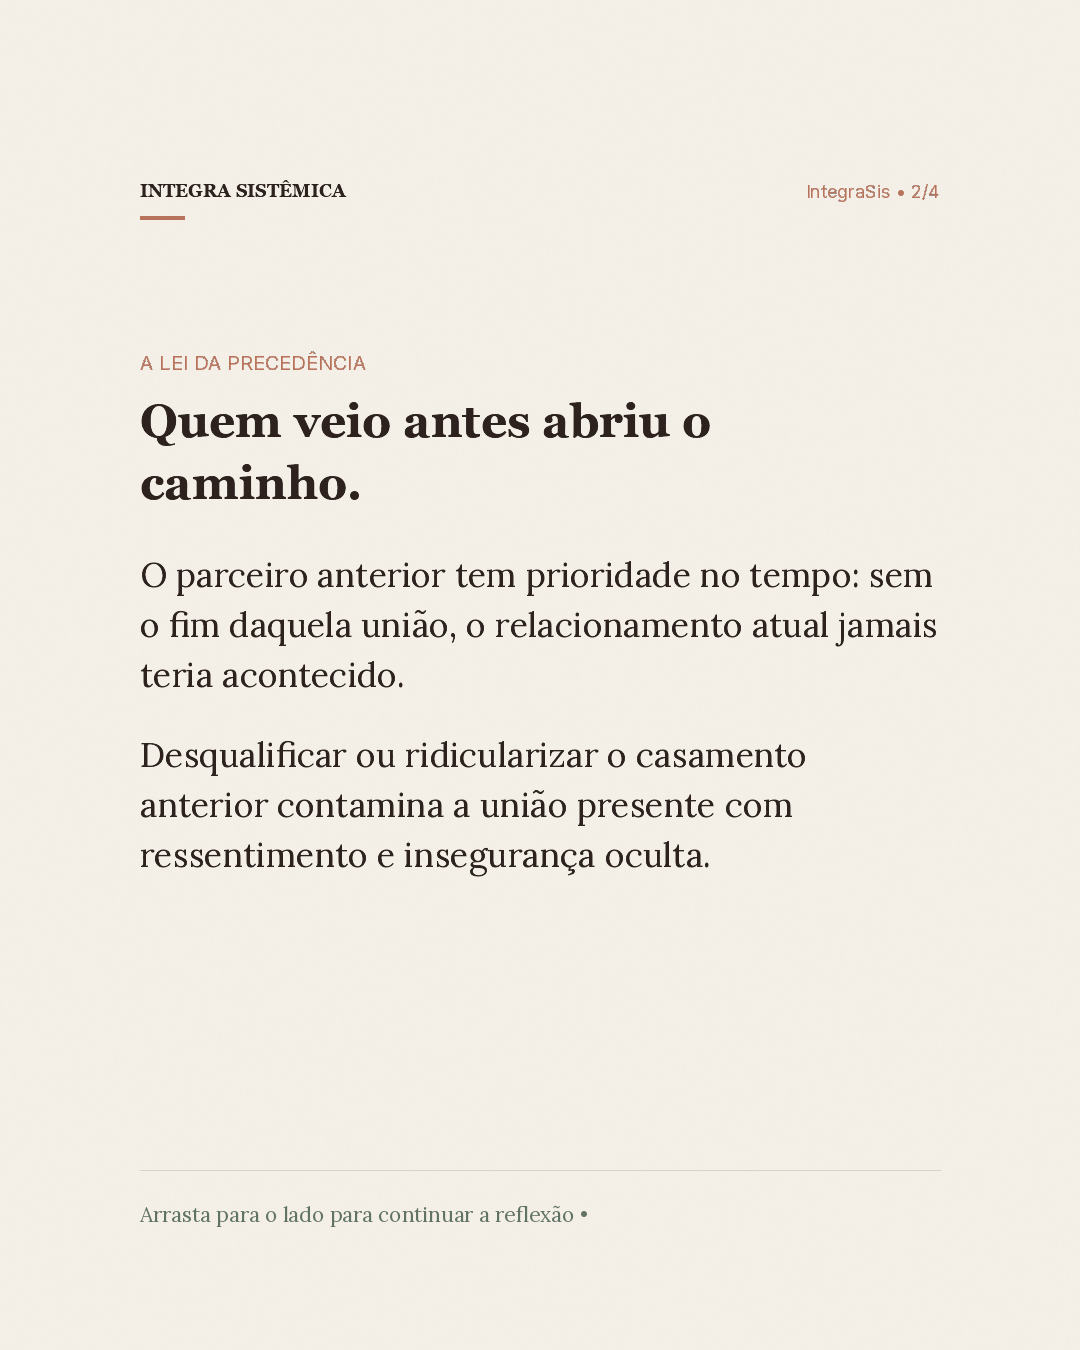 INTEGRA SISTÊMICA
IntegraSis • 2/4
A LEI DA PRECEDÊNCIA
Quem veio antes abriu o
caminho.
O parceiro anterior tem prioridade no tempo: sem
o fim daquela união, o relacionamento atual jamais
teria acontecido.
Desqualificar ou ridicularizar o casamento
anterior contamina a união presente com
ressentimento e insegurança oculta.
Arrasta para o lado para continuar a reflexão •